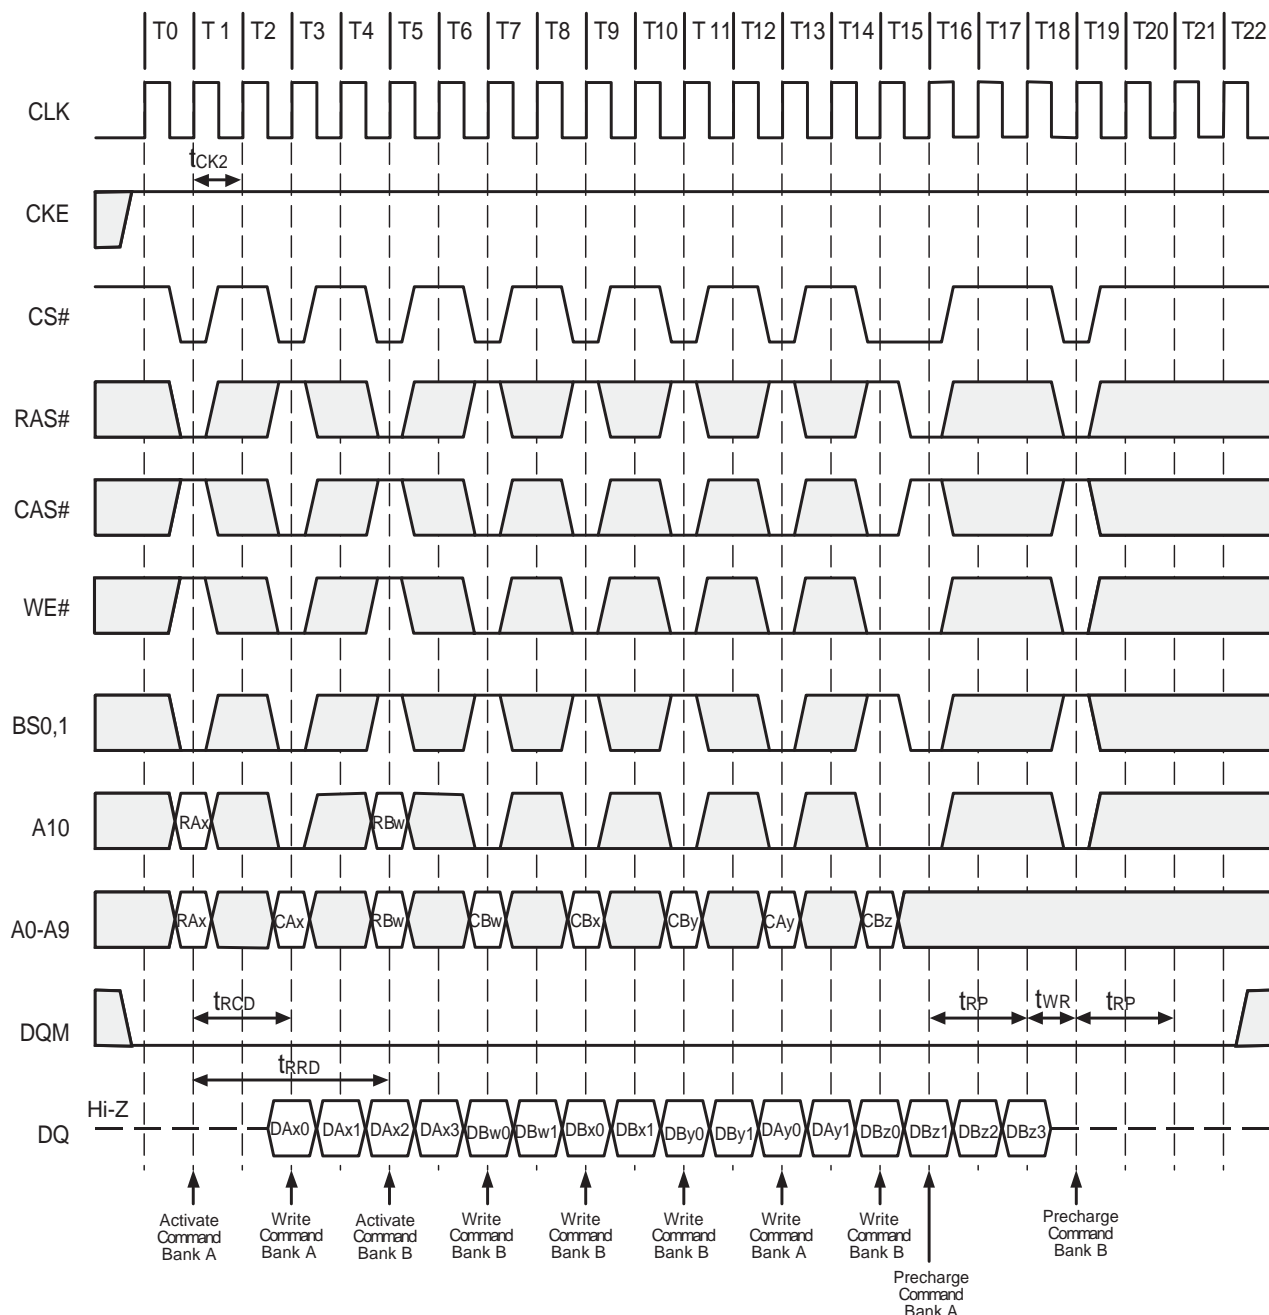 T0 T1 T2 T3 T4 T5 T6 T7 T8 T9 T10 T11 T12 T13 T14 T15 T16 T17 T18 T19 T20 T21 T22
CLK
tCK2
CKE
CS#
RAS#
CAS#
WE#
BS0,1
A10 RAx RBw
A0-A9 RAx CAx RBw CBw CBx CBy CAy CBz
DQM tRCD tRP tWR tRP
tRRD
Hi-Z
DQ DAx0 DAx1 DAx2 DAx3 DBw0 DBw1 DBx0 DBx1 DBy0 DBy1 DAy0 DAy1 DBz0 DBz1 DBz2 DBz3
Activate
Command
Bank A
Write
Command
Bank A
Activate
Command
Bank B
Write
Command
Bank B
Write
Command
Bank B
Write
Command
Bank B
Write
Command
Bank A
Write
Command
Bank B
Precharge
Command
Bank A
Precharge
Command
Bank B